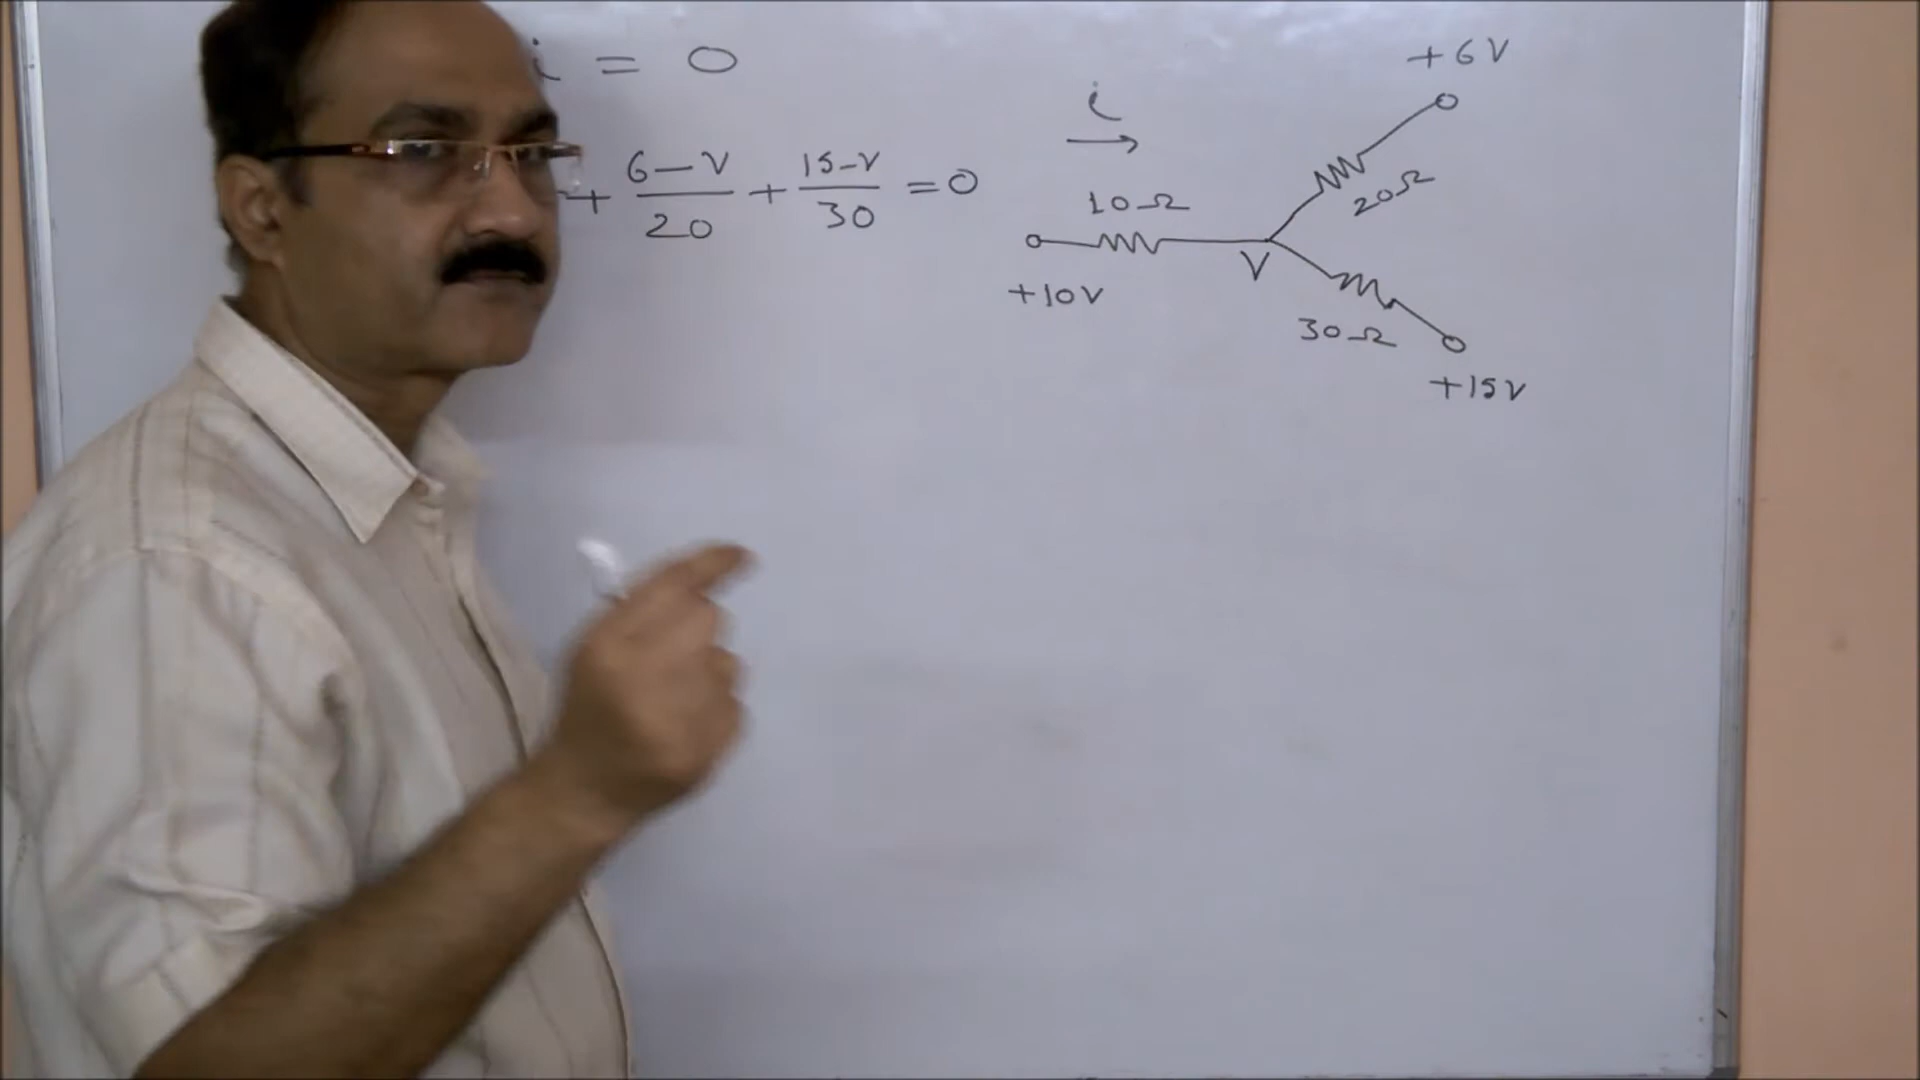 i = 0
+ 6-V/20 + 15-V/30 = 0
+6V
i
20Ω
10Ω
V
+10V
30Ω
+15V